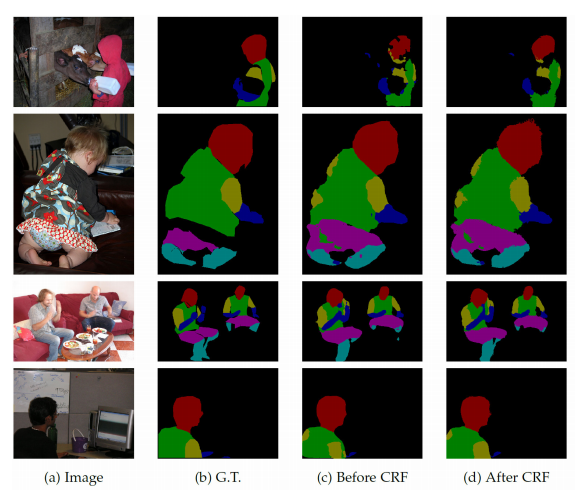 (a) Image
(b) G.T.
(c) Before CRF
(d) After CRF